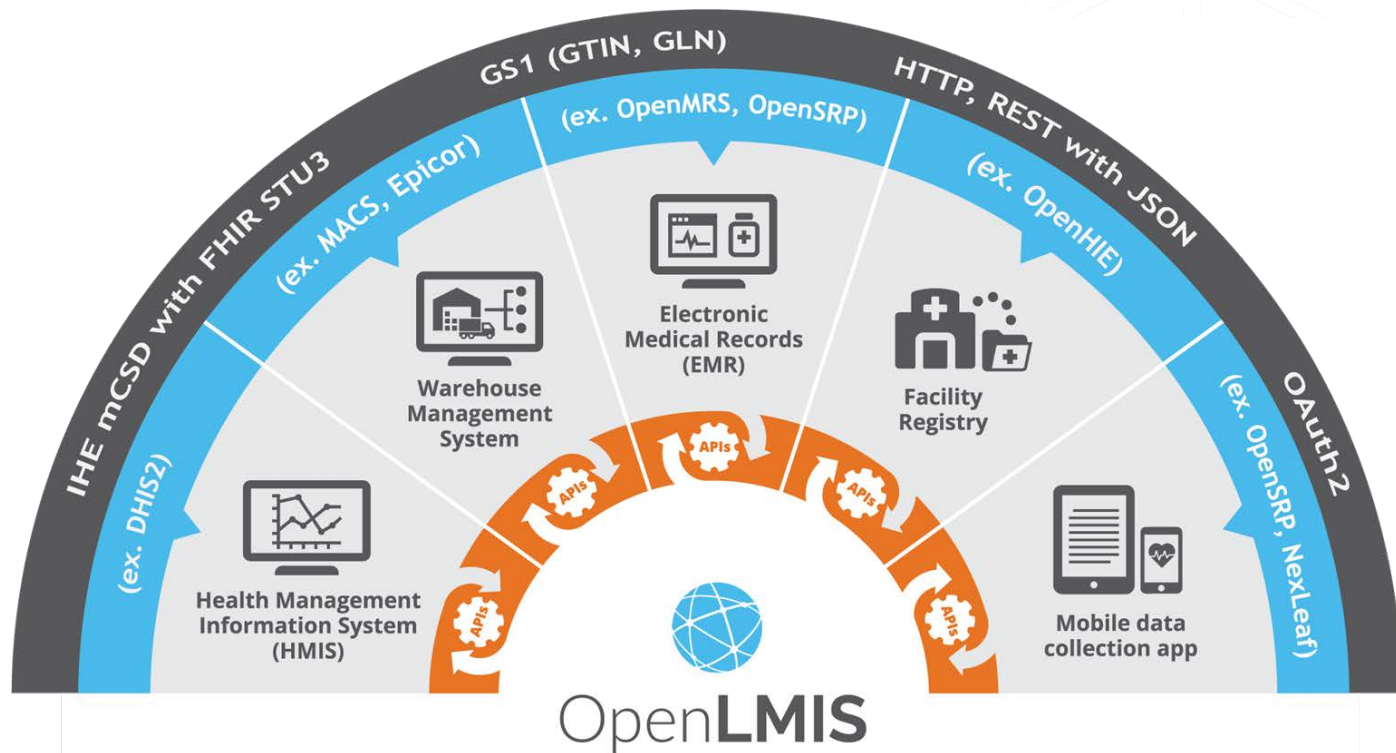 IHE mCSD with FHIR STU3
GS1 (GTIN, GLN)
HTTP, REST with JSON
OAuth2
(ex. DHIS2)
(ex. MACS, Epicor)
(ex. OpenMRS, OpenSRP)
(ex. OpenHIE)
(ex. OpenSRP, NexLeaf)
Health Management
Information System
(HMIS)
Warehouse
Management
System
Electronic
Medical Records
(EMR)
Facility
Registry
Mobile data
collection app
APIs
APIs
APIs
APIs
APIs
OpenLMIS